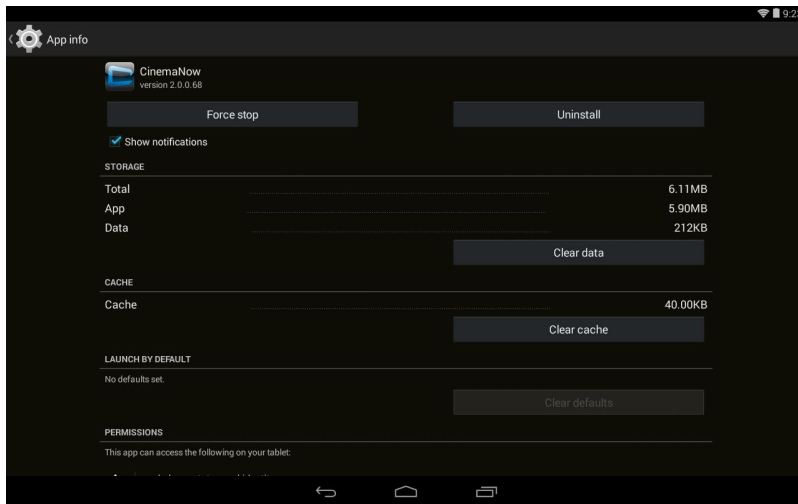 9:2
App info
CinemaNow
version 2.0.0.68
Force stop
Uninstall
Show notifications
STORAGE
Total 6.11MB
App 5.90MB
Data 212KB
Clear data
CACHE
Cache 40.00KB
Clear cache
LAUNCH BY DEFAULT
No defaults set.
Clear defaults
PERMISSIONS
This app can access the following on your tablet: